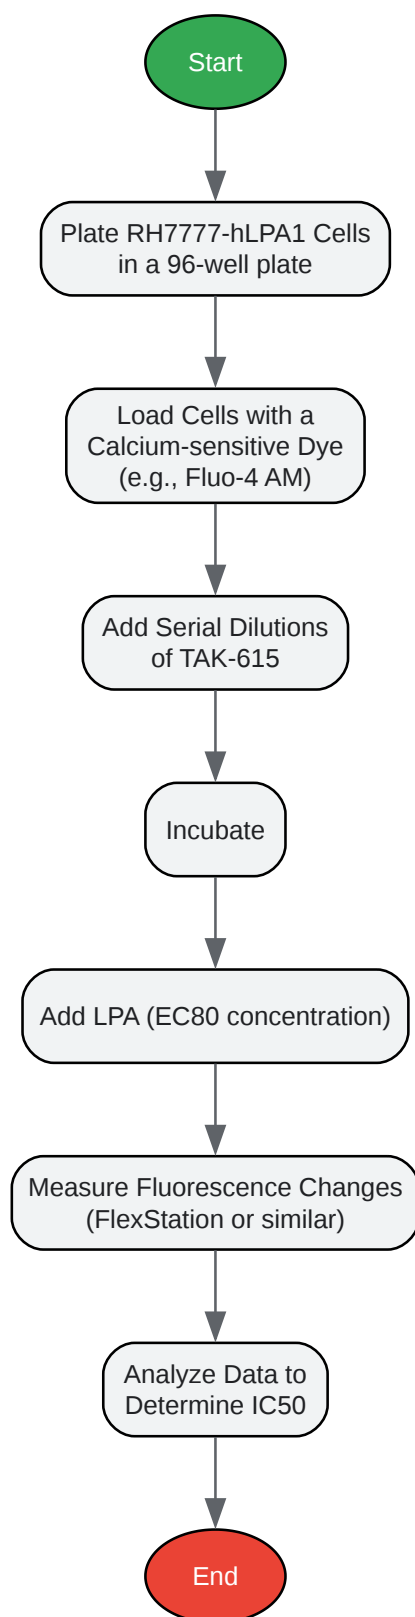 Start
Plate RH7777-hLPA1 Cells
in a 96-well plate
Load Cells with a
Calcium-sensitive Dye
(e.g., Fluo-4 AM)
Add Serial Dilutions
of TAK-615
Incubate
Add LPA (EC80 concentration)
Measure Fluorescence Changes
(FlexStation or similar)
Analyze Data to
Determine IC50
End